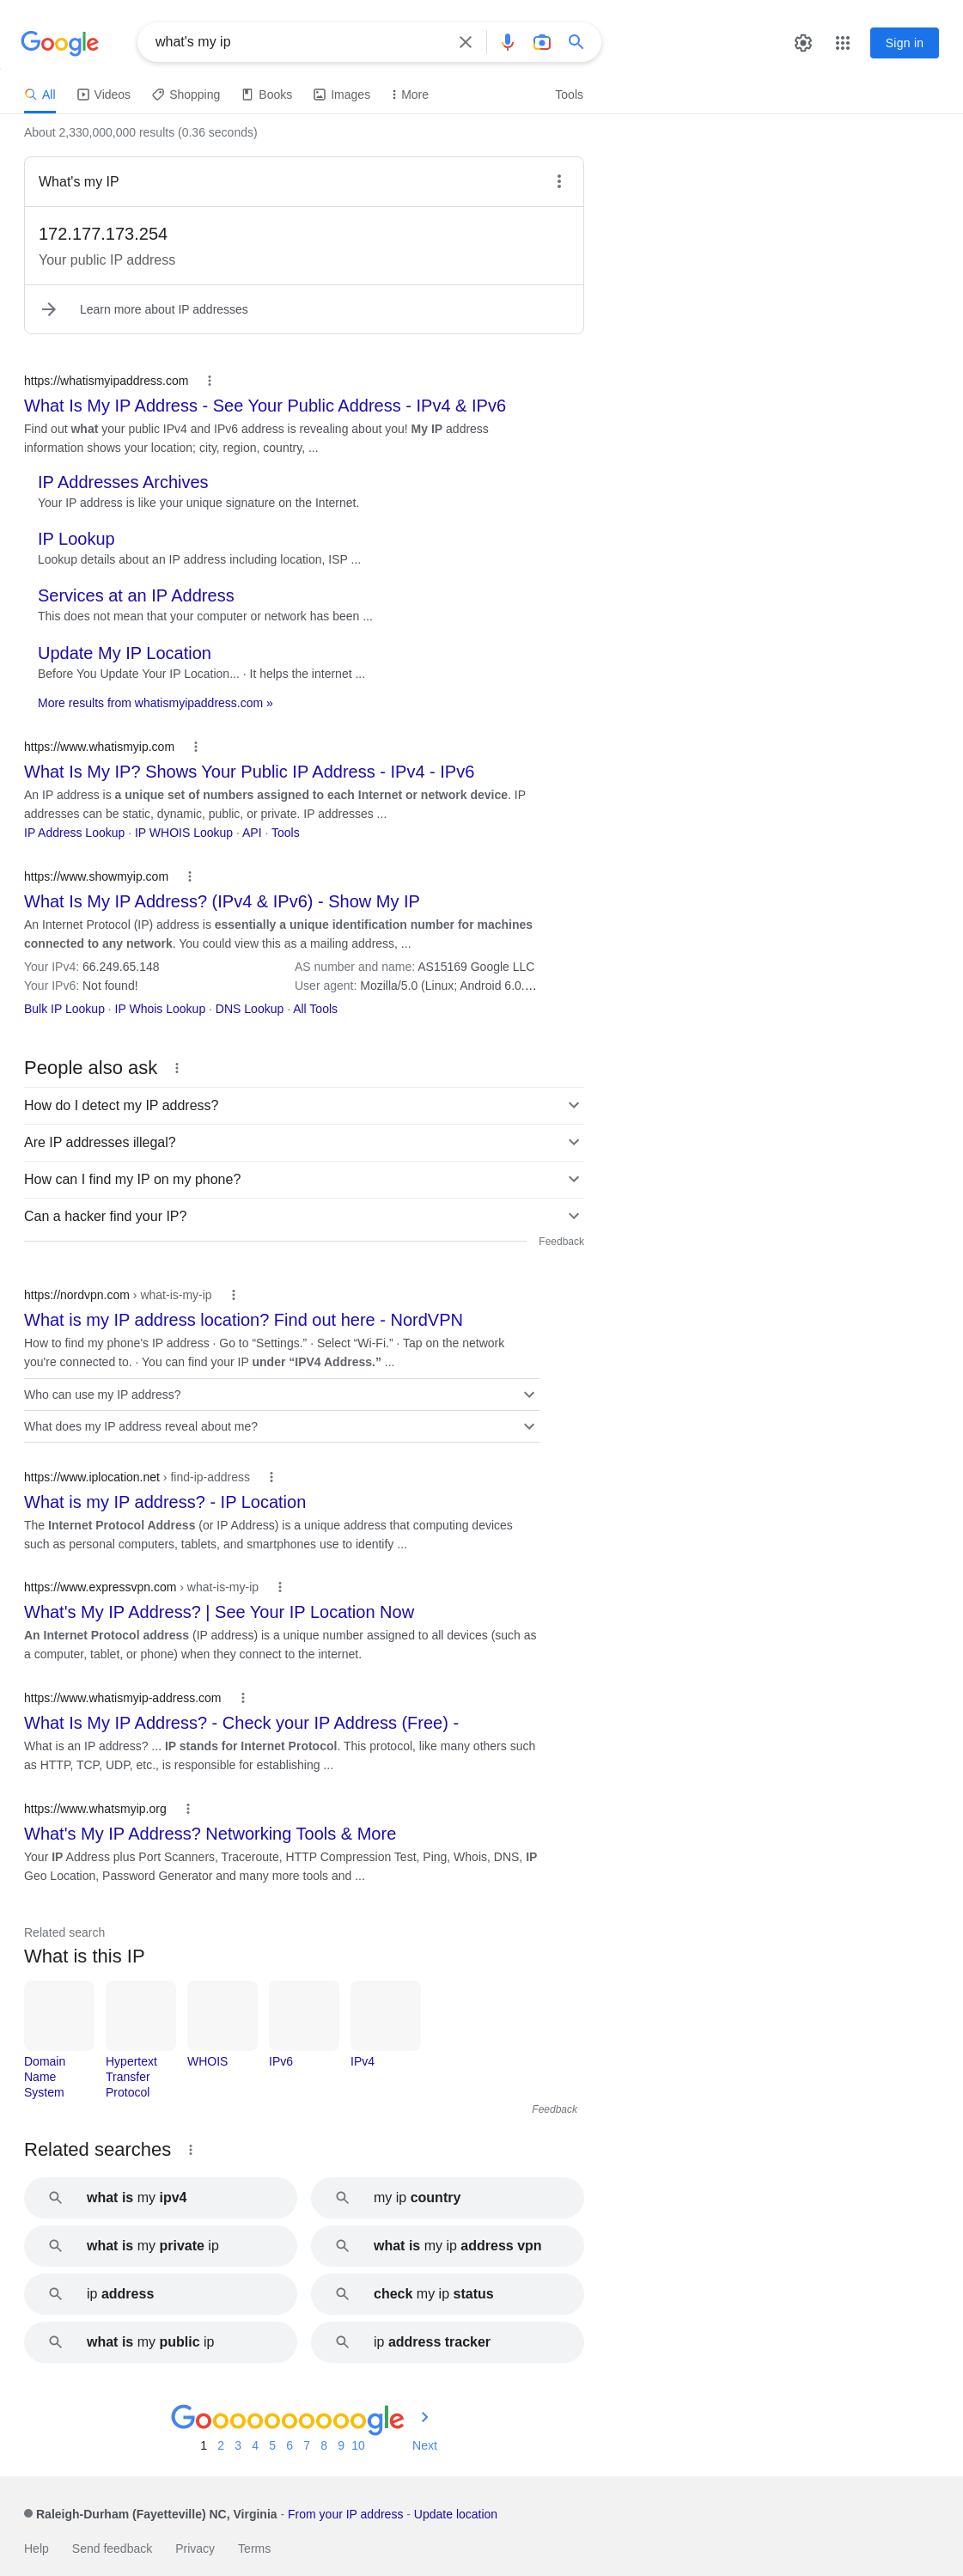 Google
what's my ip
Sign in
All
Videos
Shopping
Books
Images
More
Tools
About 2,330,000,000 results (0.36 seconds)
What's my IP
172.177.173.254
Your public IP address
Learn more about IP addresses
https://whatismyipaddress.com
What Is My IP Address - See Your Public Address - IPv4 & IPv6
Find out what your public IPv4 and IPv6 address is revealing about you! My IP address
information shows your location; city, region, country, ...
IP Addresses Archives
Your IP address is like your unique signature on the Internet.
IP Lookup
Lookup details about an IP address including location, ISP ...
Services at an IP Address
This does not mean that your computer or network has been ...
Update My IP Location
Before You Update Your IP Location... · It helps the internet ...
More results from whatismyipaddress.com »
https://www.whatismyip.com
What Is My IP? Shows Your Public IP Address - IPv4 - IPv6
An IP address is a unique set of numbers assigned to each Internet or network device. IP
addresses can be static, dynamic, public, or private. IP addresses ...
IP Address Lookup · IP WHOIS Lookup · API · Tools
https://www.showmyip.com
What Is My IP Address? (IPv4 & IPv6) - Show My IP
An Internet Protocol (IP) address is essentially a unique identification number for machines
connected to any network. You could view this as a mailing address, ...
Your IPv4: 66.249.65.148
AS number and name: AS15169 Google LLC
Your IPv6: Not found!
User agent: Mozilla/5.0 (Linux; Android 6.0....
Bulk IP Lookup · IP Whois Lookup · DNS Lookup · All Tools
People also ask
How do I detect my IP address?
Are IP addresses illegal?
How can I find my IP on my phone?
Can a hacker find your IP?
Feedback
https://nordvpn.com › what-is-my-ip
What is my IP address location? Find out here - NordVPN
How to find my phone's IP address · Go to “Settings.” · Select “Wi-Fi.” · Tap on the network
you're connected to. · You can find your IP under “IPV4 Address.” ...
Who can use my IP address?
What does my IP address reveal about me?
https://www.iplocation.net › find-ip-address
What is my IP address? - IP Location
The Internet Protocol Address (or IP Address) is a unique address that computing devices
such as personal computers, tablets, and smartphones use to identify ...
https://www.expressvpn.com › what-is-my-ip
What's My IP Address? | See Your IP Location Now
An Internet Protocol address (IP address) is a unique number assigned to all devices (such as
a computer, tablet, or phone) when they connect to the internet.
https://www.whatismyip-address.com
What Is My IP Address? - Check your IP Address (Free) -
What is an IP address? ... IP stands for Internet Protocol. This protocol, like many others such
as HTTP, TCP, UDP, etc., is responsible for establishing ...
https://www.whatsmyip.org
What's My IP Address? Networking Tools & More
Your IP Address plus Port Scanners, Traceroute, HTTP Compression Test, Ping, Whois, DNS, IP
Geo Location, Password Generator and many more tools and ...
Related search
What is this IP
Domain
Name
System
Hypertext
Transfer
Protocol
WHOIS
IPv6
IPv4
Feedback
Related searches
what is my ipv4
my ip country
what is my private ip
what is my ip address vpn
ip address
check my ip status
what is my public ip
ip address tracker
Goooooooooogle
1 2 3 4 5 6 7 8 9 10 Next
Raleigh-Durham (Fayetteville) NC, Virginia - From your IP address - Update location
Help Send feedback Privacy Terms